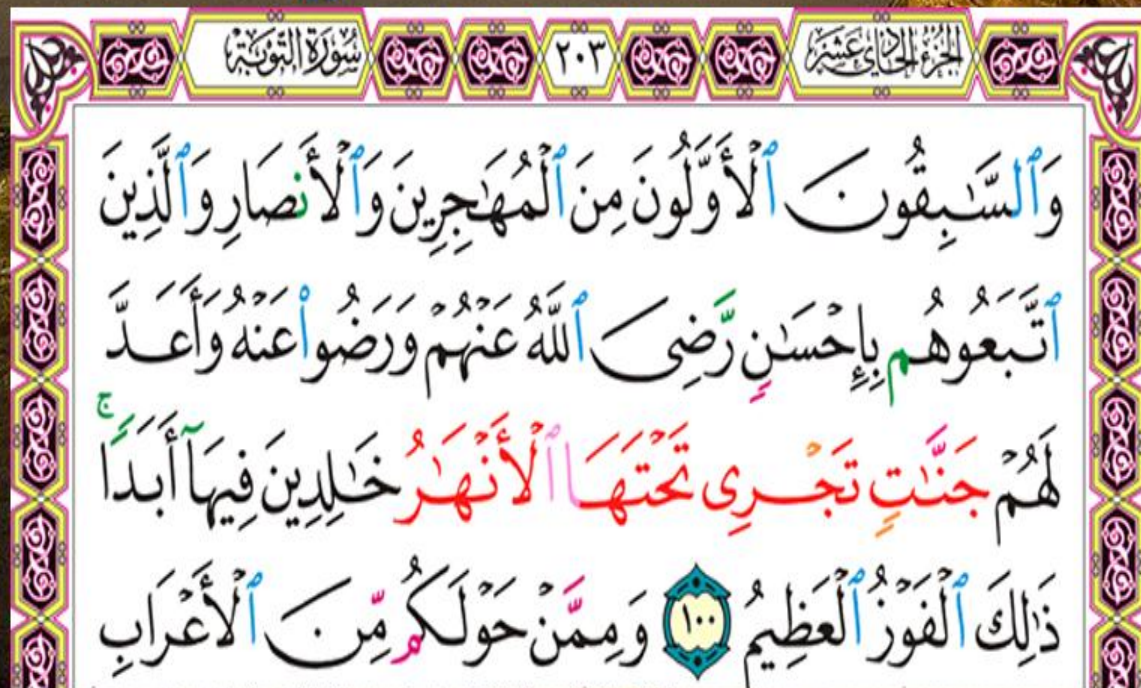 الجزء الحادي عشر ٢٠٣ سورة التوبة
وَٱلسَّٰبِقُونَ ٱلْأَوَّلُونَ مِنَ ٱلْمُهَٰجِرِينَ وَٱلْأَنصَارِ وَٱلَّذِينَ
ٱتَّبَعُوهُم بِإِحْسَٰنٍ رَّضِىَ ٱللَّهُ عَنْهُمْ وَرَضُوا۟ عَنْهُ وَأَعَدَّ
لَهُمْ جَنَّٰتٍ تَجْرِى تَحْتَهَا ٱلْأَنْهَٰرُ خَٰلِدِينَ فِيهَآ أَبَدًا ۚ
ذَٰلِكَ ٱلْفَوْزُ ٱلْعَظِيمُ ١٠٠ وَمِمَّنْ حَوْلَكُم مِّنَ ٱلْأَعْرَابِ